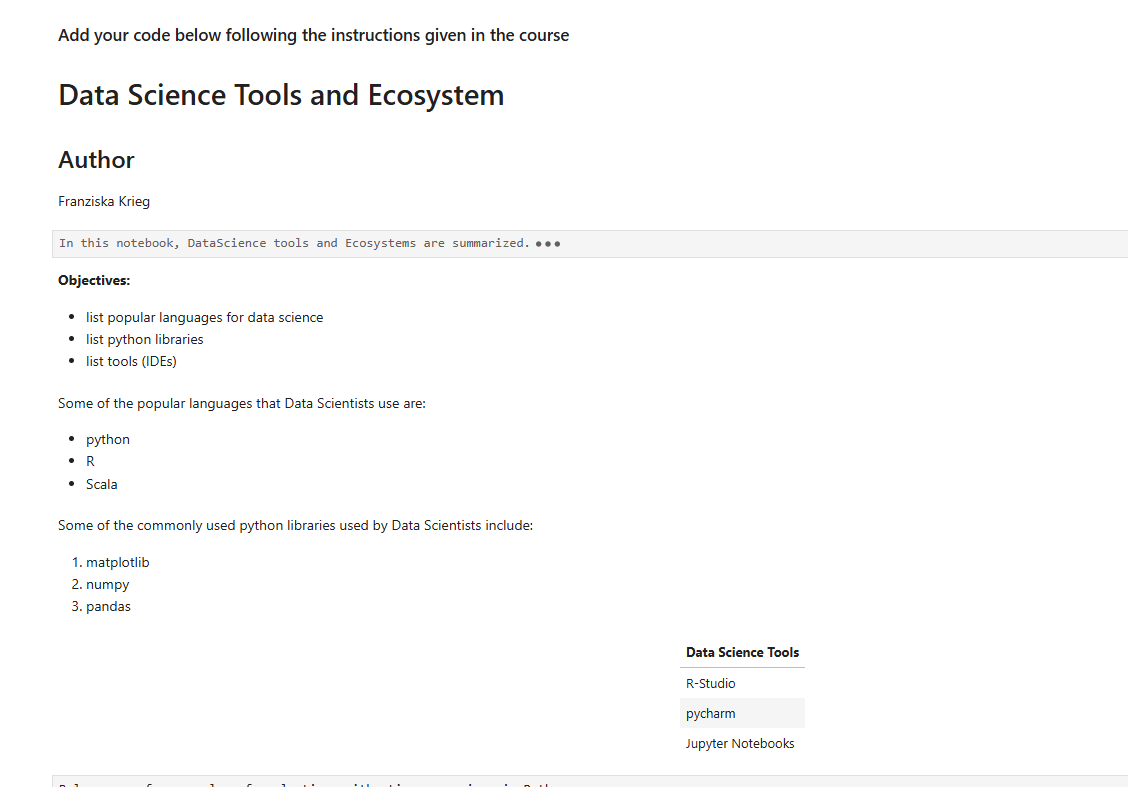 Add your code below following the instructions given in the course
Data Science Tools and Ecosystem
Author
Franziska Krieg
In this notebook, DataScience tools and Ecosystems are summarized. •••
Objectives:
• list popular languages for data science
• list python libraries
• list tools (IDEs)
Some of the popular languages that Data Scientists use are:
• python
• R
• Scala
Some of the commonly used python libraries used by Data Scientists include:
1. matplotlib
2. numpy
3. pandas
Data Science Tools
R-Studio
pycharm
Jupyter Notebooks